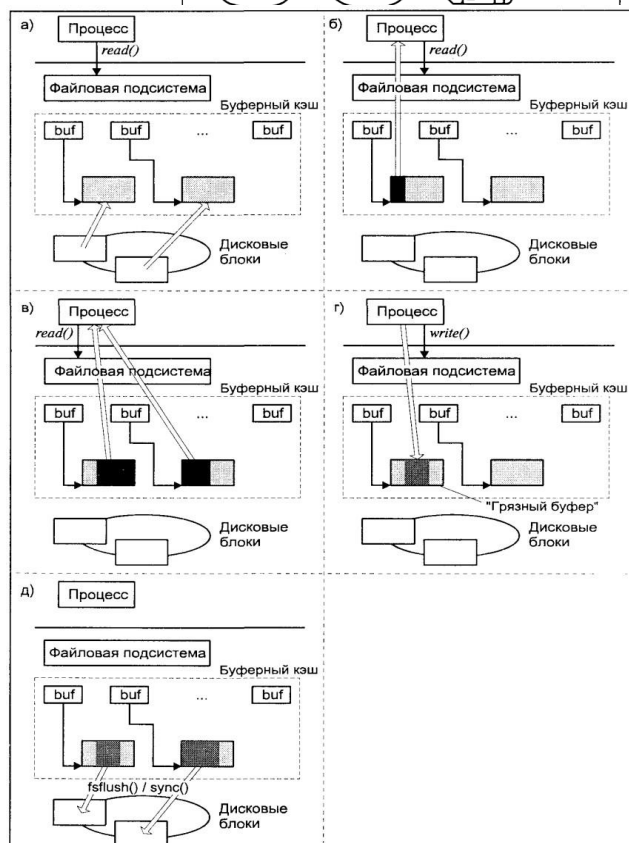 а)
Процесс
read()
Файловая подсистема
Буферный кэш
buf buf ... buf
Дисковые
блоки
б)
Процесс
read()
Файловая подсистема
Буферный кэш
buf buf ... buf
Дисковые
блоки
в)
Процесс
read()
Файловая подсистема
Буферный кэш
buf buf ... buf
Дисковые
блоки
г)
Процесс
write()
Файловая подсистема
Буферный кэш
buf buf ... buf
"Грязный буфер"
Дисковые
блоки
д)
Процесс
Файловая подсистема
Буферный кэш
buf buf ... buf
fsflush() / sync()
Дисковые
блоки